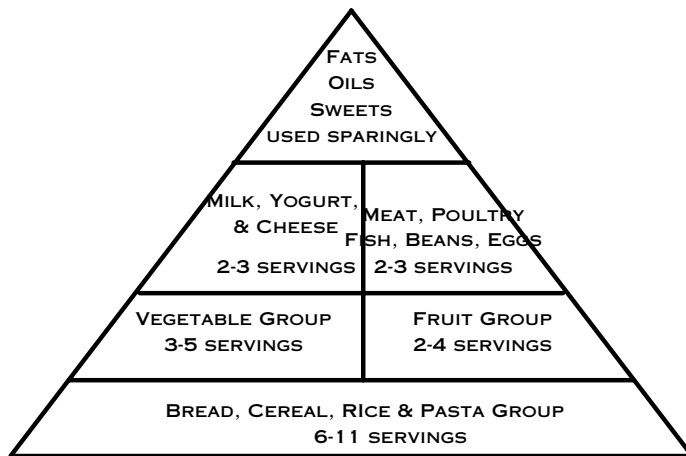 Fats
Oils
Sweets
used sparingly
Milk, Yogurt,
& Cheese
2-3 servings
Meat, Poultry
Fish, Beans, Eggs
2-3 servings
Vegetable Group
3-5 servings
Fruit Group
2-4 servings
Bread, Cereal, RIce & Pasta Group
6-11 servings